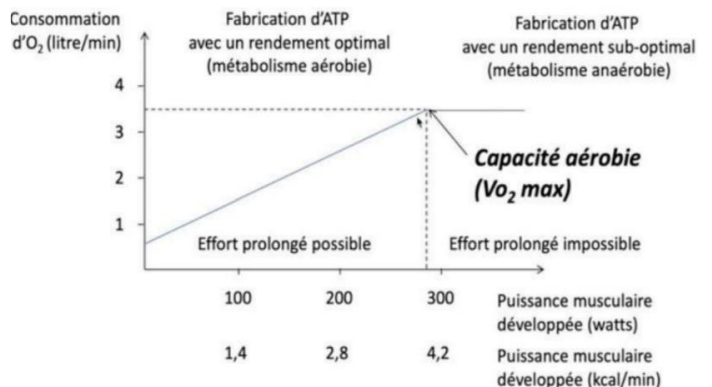 Consommation
d'O₂ (litre/min)
Fabrication d'ATP
avec un rendement optimal
(métabolisme aérobie)
Fabrication d'ATP
avec un rendement sub-optimal
(métabolisme anaérobie)
4
3
2
1
Capacité aérobie
(Vo₂ max)
Effort prolongé possible
Effort prolongé impossible
100 200 300 Puissance musculaire
développée (watts)
1,4 2,8 4,2 Puissance musculaire
développée (kcal/min)